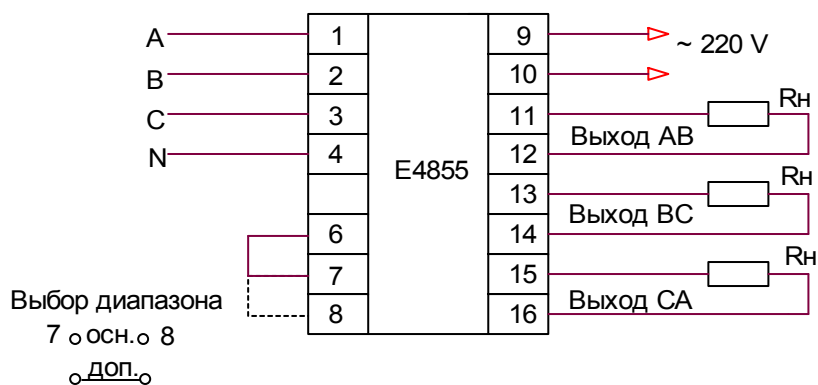 A 1 9 ~ 220 V
B 2 10
C 3 11 Rн
Выход AB
N 4 12
E4855
13 Rн
Выход BC
6 14
7 15 Rн
Выход CA
8 16
Выбор диапазона
7 осн. 8
доп.